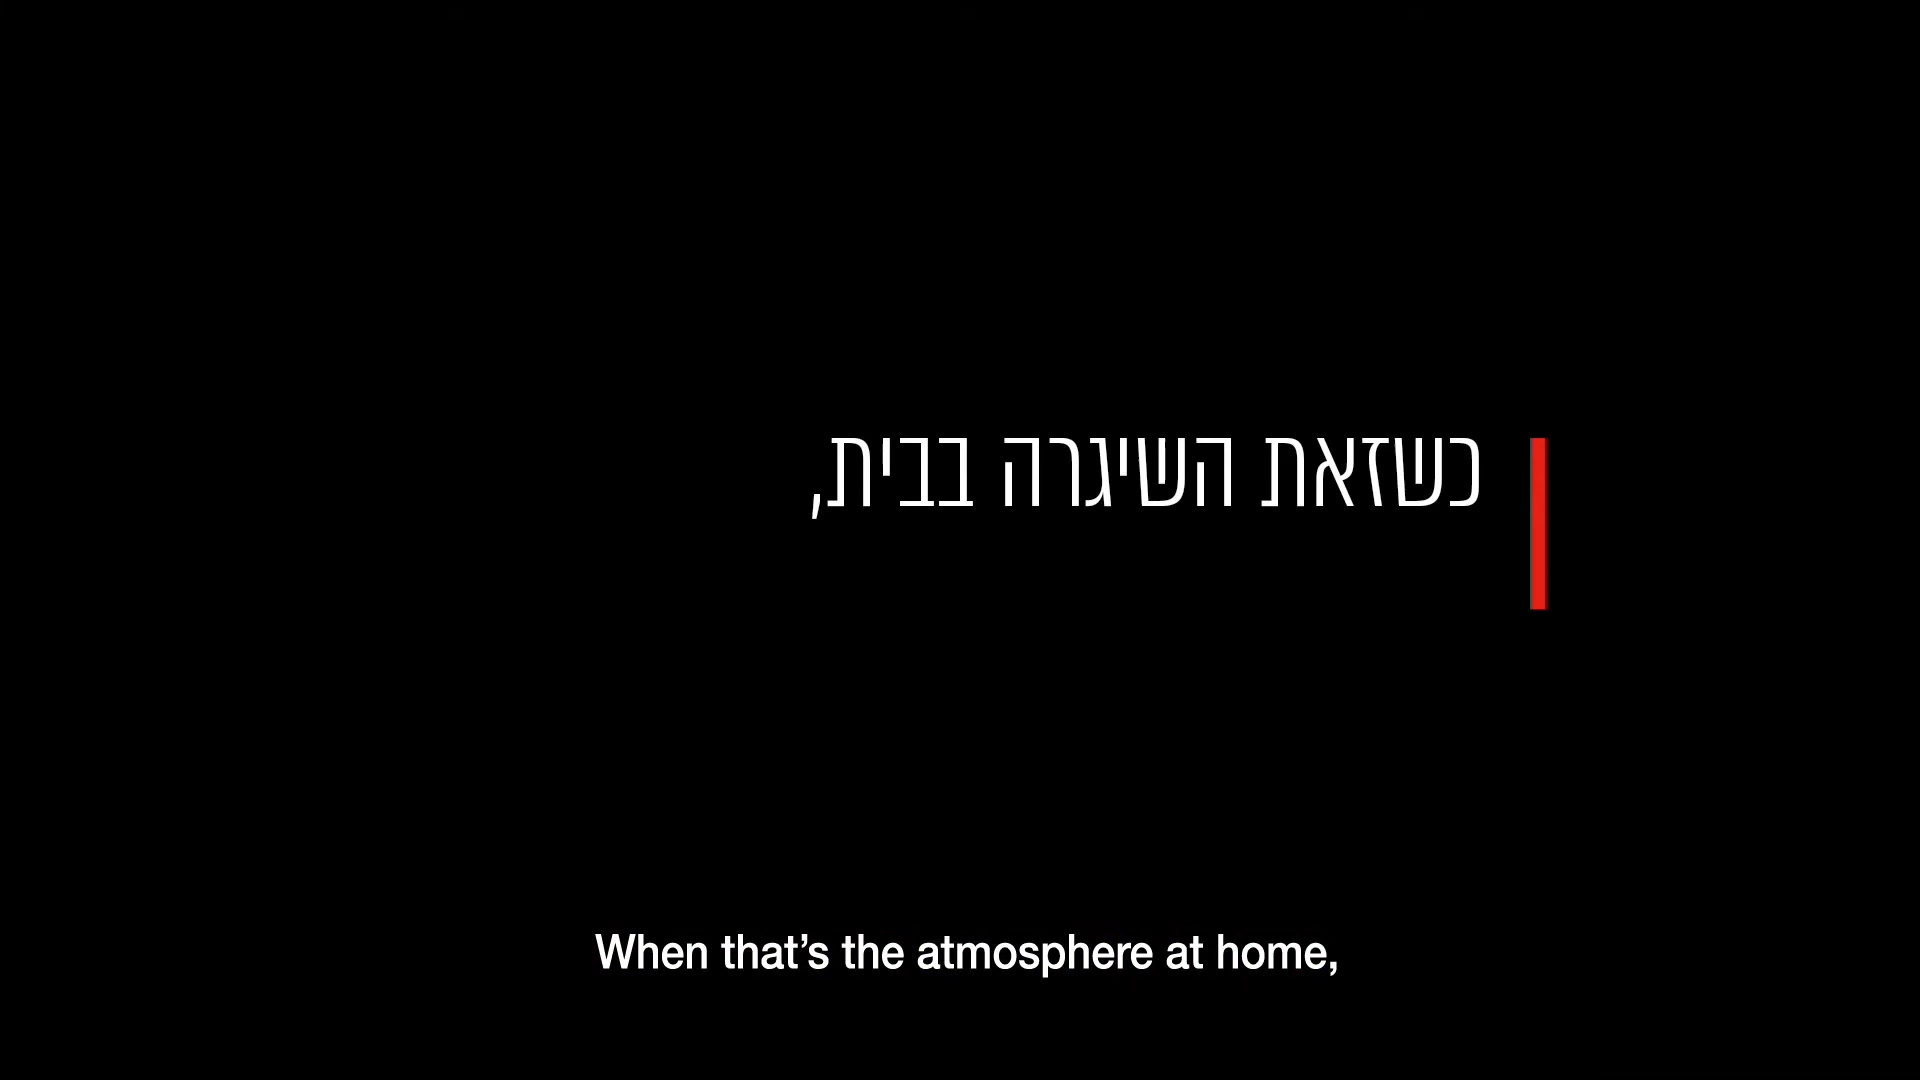 כשזאת השיגרה בבית,
When that’s the atmosphere at home,